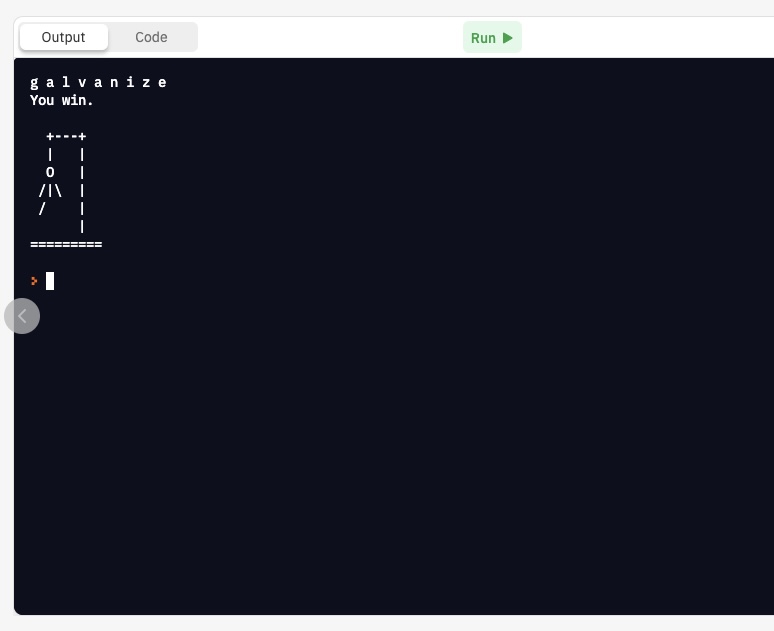 Output Code Run ▶
g a l v a n i z e
You win.
  +---+
  |   |
  O   |
 /|\  |
 /    |
      |
=========
>